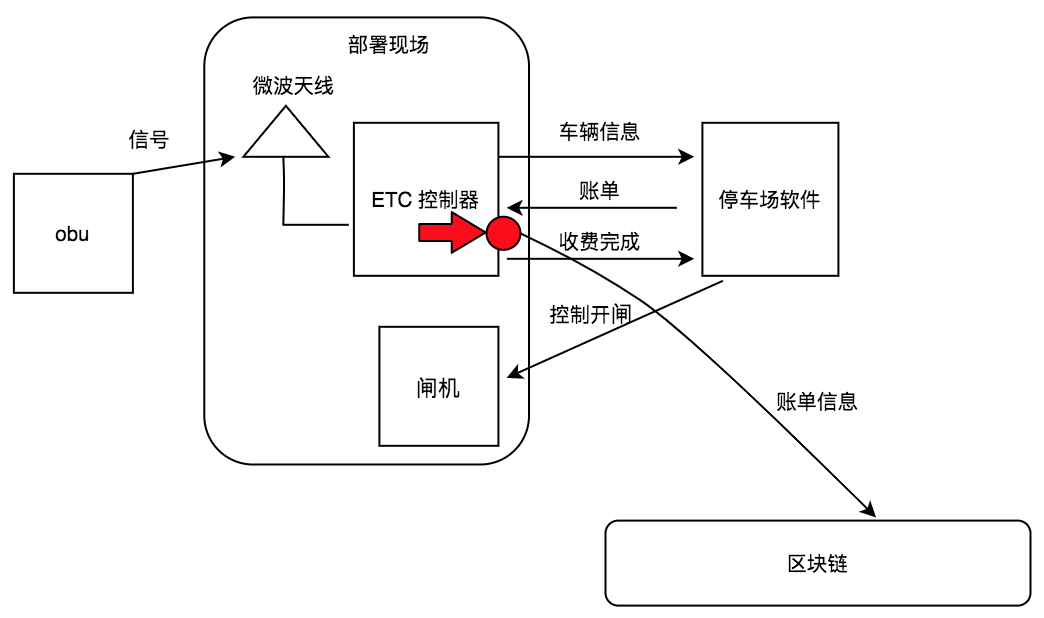 部署现场
微波天线
信号
obu
ETC 控制器
车辆信息
账单
收费完成
停车场软件
控制开闸
闸机
账单信息
区块链